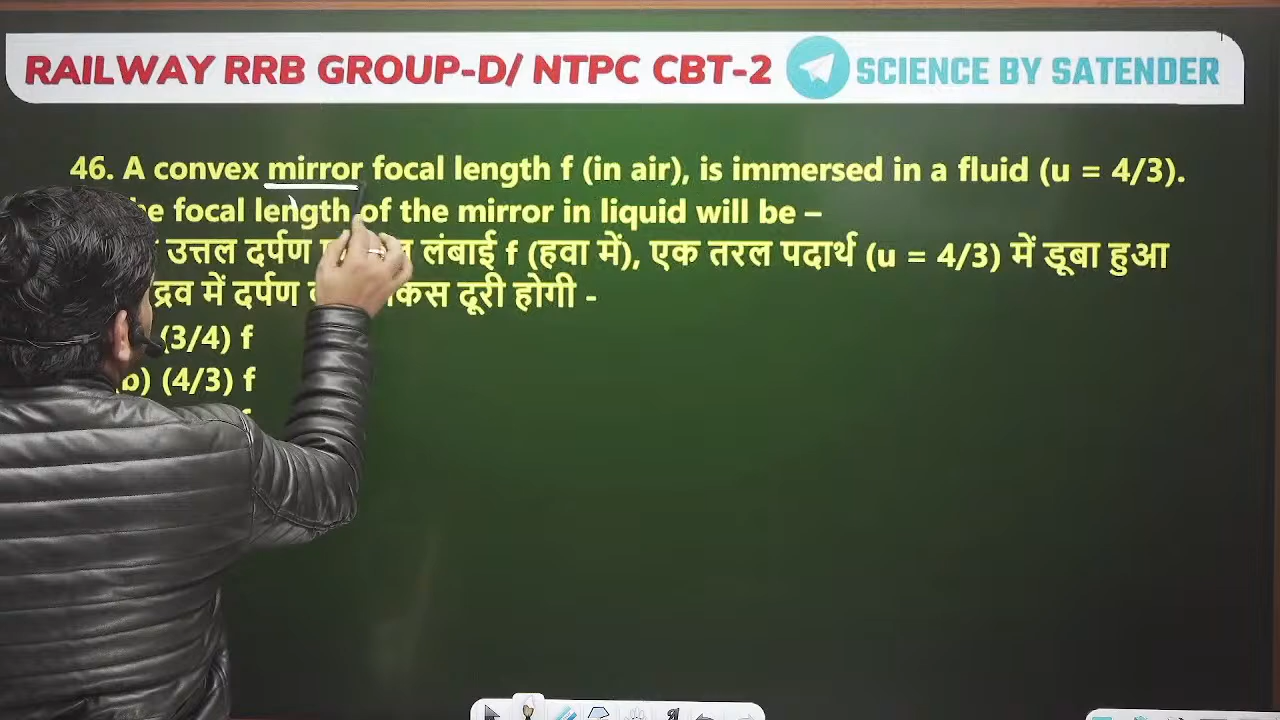 RAILWAY RRB GROUP-D/ NTPC CBT-2 SCIENCE BY SATENDER
46. A convex mirror focal length f (in air), is immersed in a fluid (u = 4/3).
focal length of the mirror in liquid will be –
उत्तल दर्पण लंबाई f (हवा में), एक तरल पदार्थ (u = 4/3) में डूबा हुआ
द्रव में दर्पण दूरी होगी -
(3/4) f
(b) (4/3) f